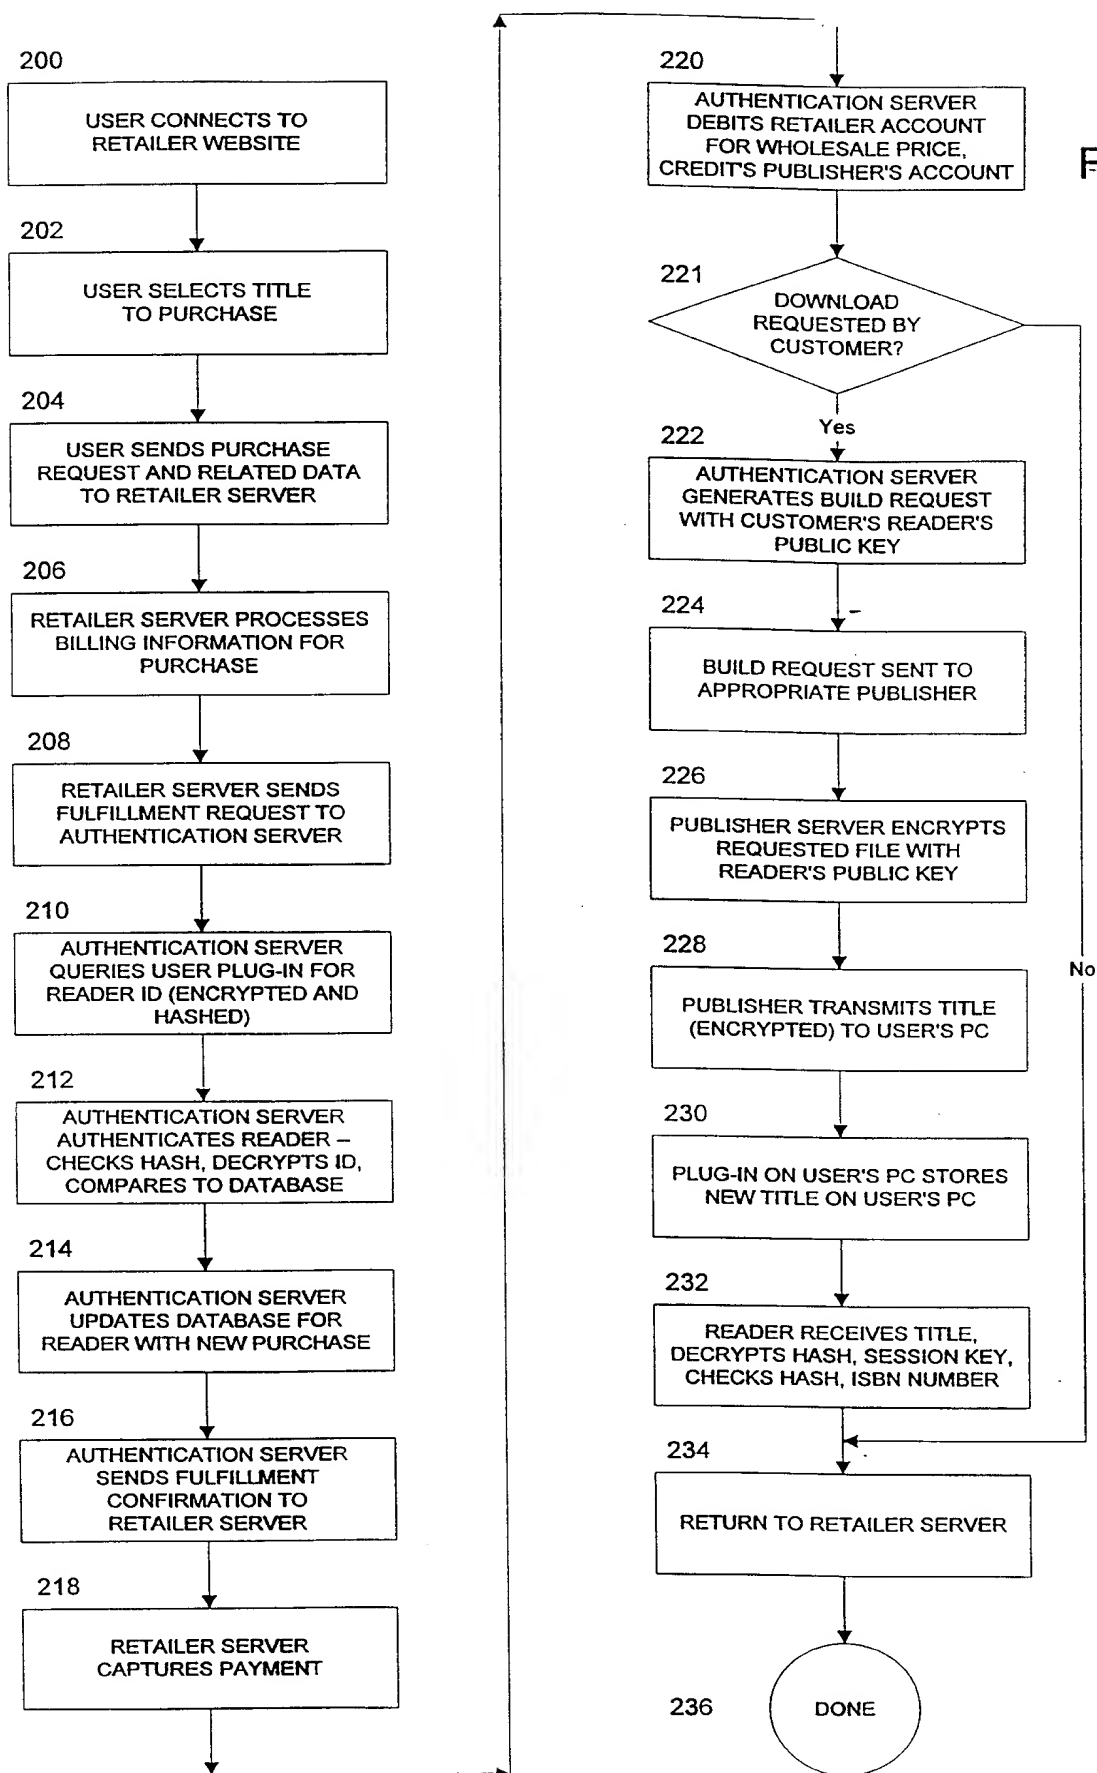 200
USER CONNECTS TO
RETAILER WEBSITE
202
USER SELECTS TITLE
TO PURCHASE
204
USER SENDS PURCHASE
REQUEST AND RELATED DATA
TO RETAILER SERVER
206
RETAILER SERVER PROCESSES
BILLING INFORMATION FOR
PURCHASE
208
RETAILER SERVER SENDS
FULFILLMENT REQUEST TO
AUTHENTICATION SERVER
210
AUTHENTICATION SERVER
QUERIES USER PLUG-IN FOR
READER ID (ENCRYPTED AND
HASHED)
212
AUTHENTICATION SERVER
AUTHENTICATES READER –
CHECKS HASH, DECRYPTS ID,
COMPARES TO DATABASE
214
AUTHENTICATION SERVER
UPDATES DATABASE FOR
READER WITH NEW PURCHASE
216
AUTHENTICATION SERVER
SENDS FULFILLMENT
CONFIRMATION TO
RETAILER SERVER
218
RETAILER SERVER
CAPTURES PAYMENT
220
AUTHENTICATION SERVER
DEBITS RETAILER ACCOUNT
FOR WHOLESALE PRICE,
CREDIT'S PUBLISHER'S ACCOUNT
221
DOWNLOAD
REQUESTED BY
CUSTOMER?
Yes
222
AUTHENTICATION SERVER
GENERATES BUILD REQUEST
WITH CUSTOMER'S READER'S
PUBLIC KEY
224
BUILD REQUEST SENT TO
APPROPRIATE PUBLISHER
226
PUBLISHER SERVER ENCRYPTS
REQUESTED FILE WITH
READER'S PUBLIC KEY
228
No
PUBLISHER TRANSMITS TITLE
(ENCRYPTED) TO USER'S PC
230
PLUG-IN ON USER'S PC STORES
NEW TITLE ON USER'S PC
232
READER RECEIVES TITLE,
DECRYPTS HASH, SESSION KEY,
CHECKS HASH, ISBN NUMBER
234
RETURN TO RETAILER SERVER
236
DONE